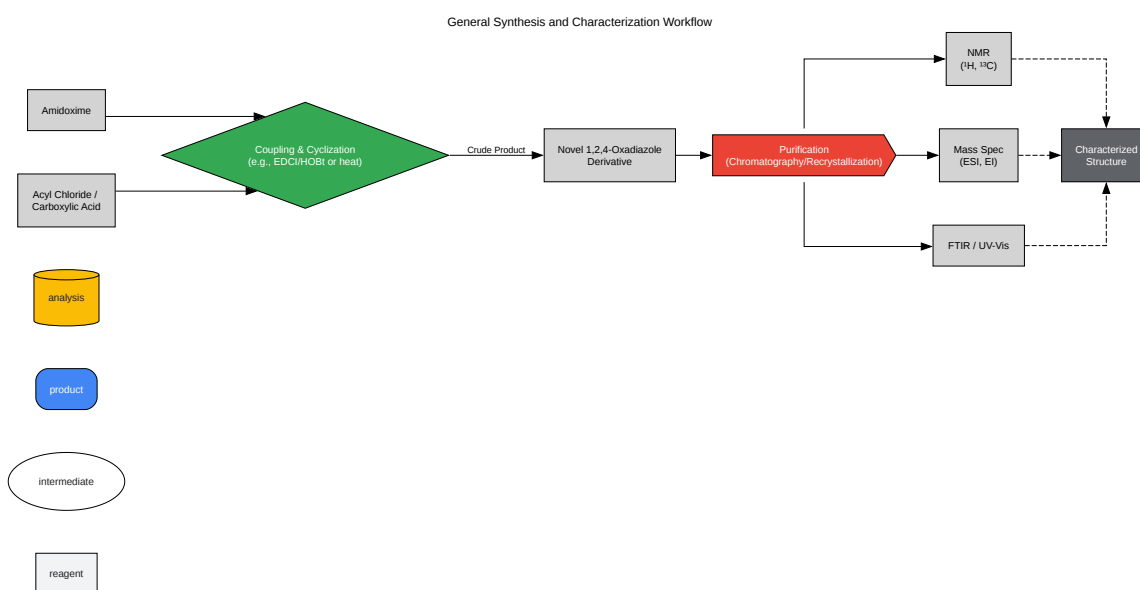 General Synthesis and Characterization Workflow
Amidoxime
Acyl Chloride /
Carboxylic Acid
Coupling & Cyclization
(e.g., EDCI/HOBt or heat)
Crude Product
Novel 1,2,4-Oxadiazole
Derivative
Purification
(Chromatography/Recrystallization)
NMR
(¹H, ¹³C)
Mass Spec
(ESI, EI)
FTIR / UV-Vis
Characterized
Structure
analysis
product
intermediate
reagent